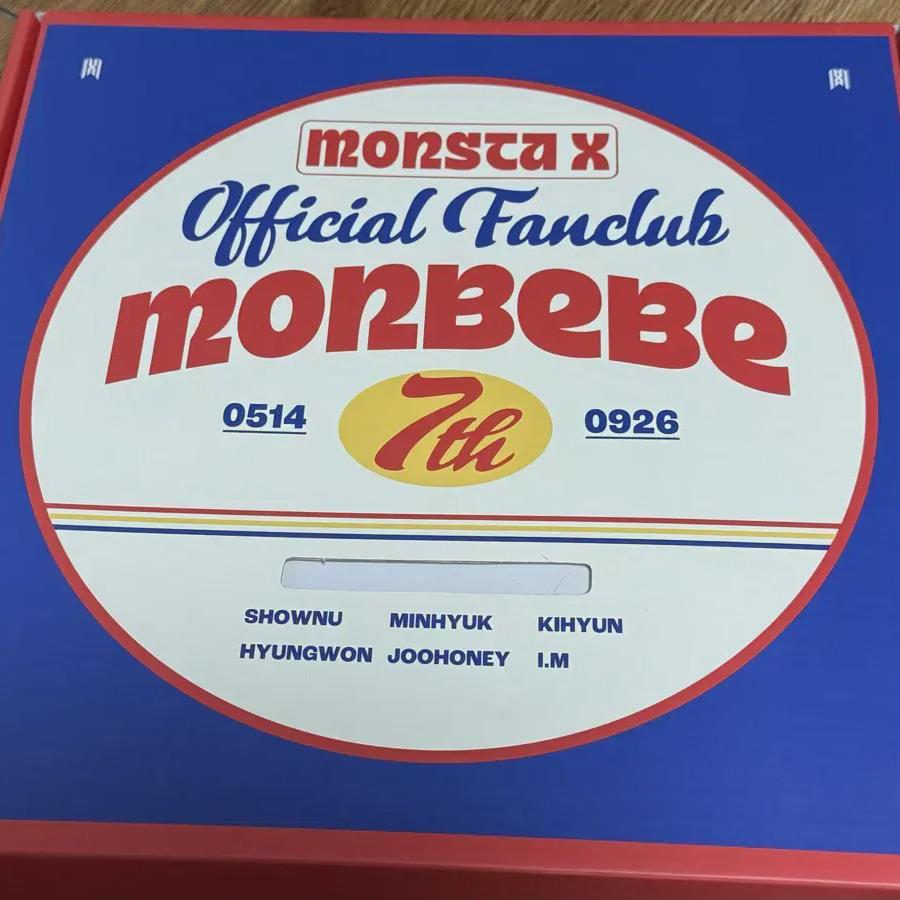 MONSTA X
Official Fanclub
MONBEBE
0514 7th 0926
SHOWNU MINHYUK KIHYUN
HYUNGWON JOOHONEY I.M